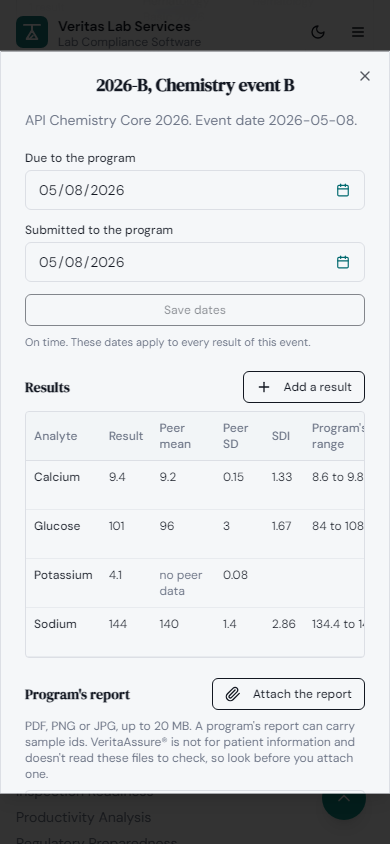 Veritas Lab Services
Lab Compliance Software
2026-B, Chemistry event B
API Chemistry Core 2026. Event date 2026-05-08.
Due to the program
05/08/2026
Submitted to the program
05/08/2026
Save dates
On time. These dates apply to every result of this event.
Results
Add a result
Analyte Result Peer mean Peer SD SDI Program's range
Calcium 9.4 9.2 0.15 1.33 8.6 to 9.8
Glucose 101 96 3 1.67 84 to 108
Potassium 4.1 no peer data 0.08
Sodium 144 140 1.4 2.86 134.4 to
Program's report
Attach the report
PDF, PNG or JPG, up to 20 MB. A program's report can carry
sample ids. VeritaAssure® is not for patient information and
doesn't read these files to check, so look before you attach
one.
Inspection Readiness
Productivity Analysis
Regulatory Preparedness